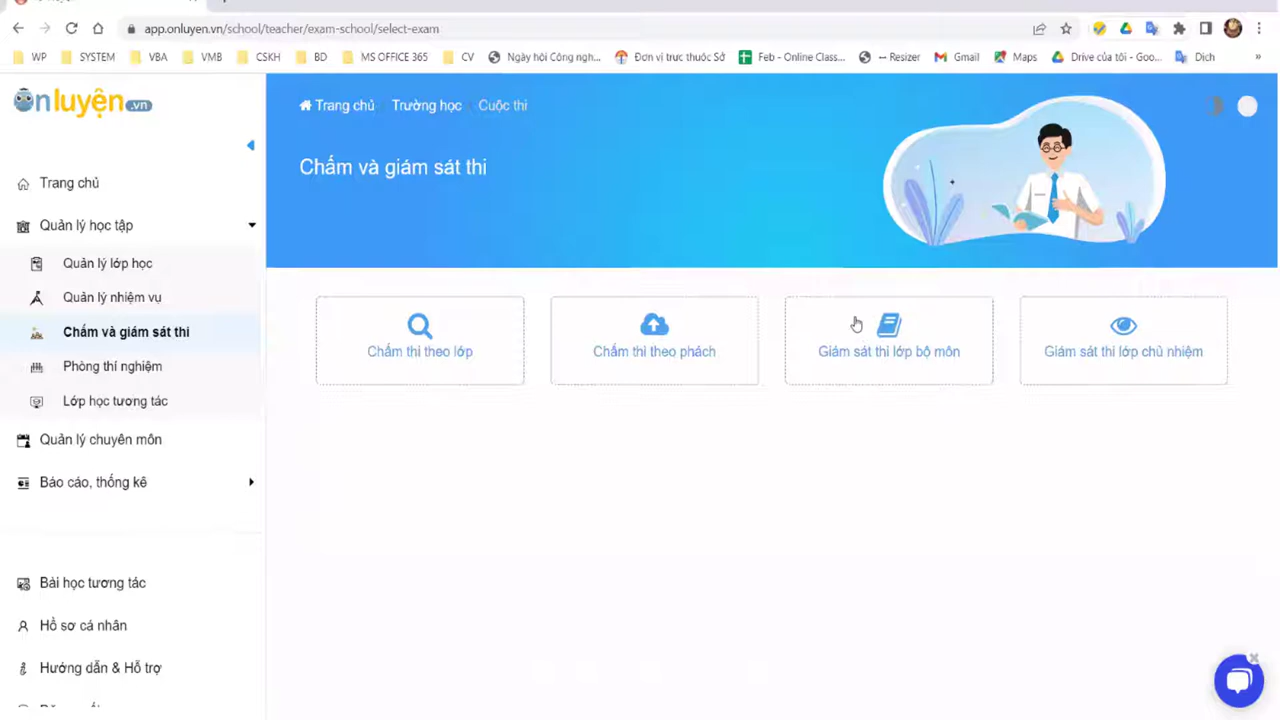 app.onluyen.vn/school/teacher/exam-school/select-exam
WP SYSTEM VBA VMB CSKH BD MS OFFICE 365 CV Ngày hội Công ngh... Đơn vị trực thuộc Sở Feb - Online Class... -- Resizer Gmail Maps Drive của tôi - Goo... Dịch »
On luyện .vn
Trang chủ Trường học Cuộc thi
Chấm và giám sát thi
Trang chủ
Quản lý học tập
Quản lý lớp học
Quản lý nhiệm vụ
Chấm và giám sát thi
Phòng thí nghiệm
Lớp học tương tác
Quản lý chuyên môn
Báo cáo, thống kê
Bài học tương tác
Hồ sơ cá nhân
Hướng dẫn & Hỗ trợ
Chấm thi theo lớp
Chấm thi theo phách
Giám sát thi lớp bộ môn
Giám sát thi lớp chủ nhiệm